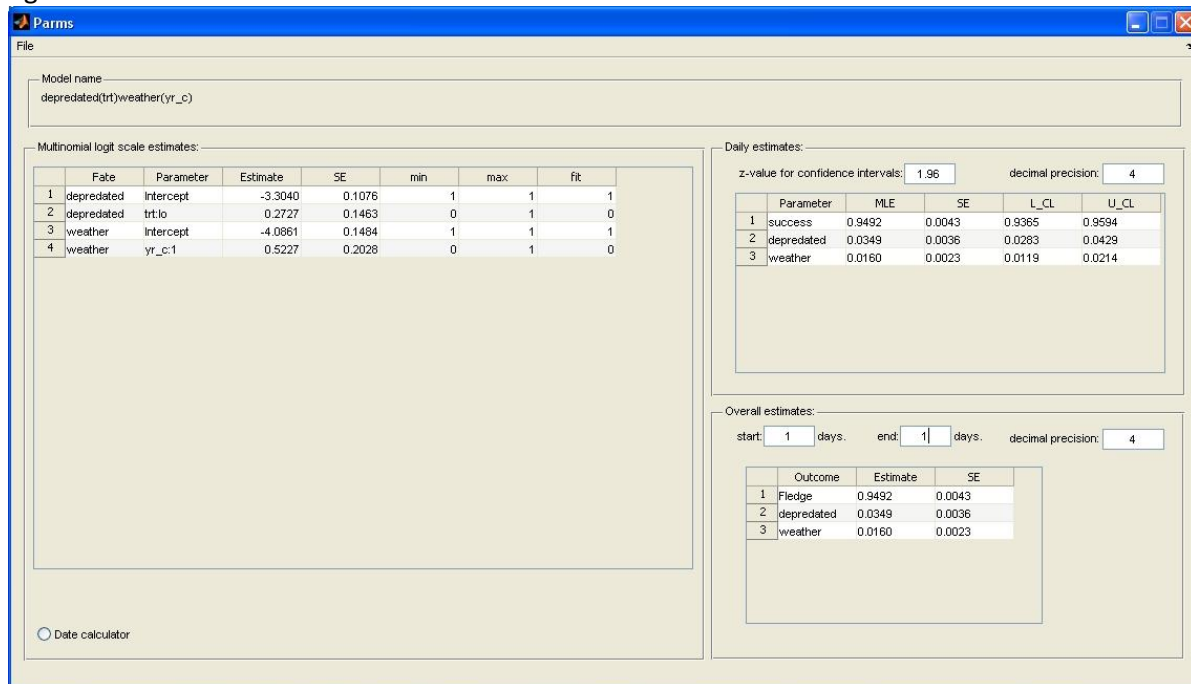 Parms
File
Model name
depredated(trt)weather(yr_c)
Multinomial logit scale estimates:
Fate Parameter Estimate SE min max fit
1 depredated Intercept -3.3040 0.1076 1 1 1
2 depredated trt:lo 0.2727 0.1463 0 1 0
3 weather Intercept -4.0861 0.1484 1 1 1
4 weather yr_c:1 0.5227 0.2028 0 1 0
Date calculator
Daily estimates:
z-value for confidence intervals: 1.96 decimal precision: 4
Parameter MLE SE L_CL U_CL
1 success 0.9492 0.0043 0.9365 0.9594
2 depredated 0.0349 0.0036 0.0283 0.0429
3 weather 0.0160 0.0023 0.0119 0.0214
Overall estimates:
start: 1 days. end: 1 days. decimal precision: 4
Outcome Estimate SE
1 Fledge 0.9492 0.0043
2 depredated 0.0349 0.0036
3 weather 0.0160 0.0023